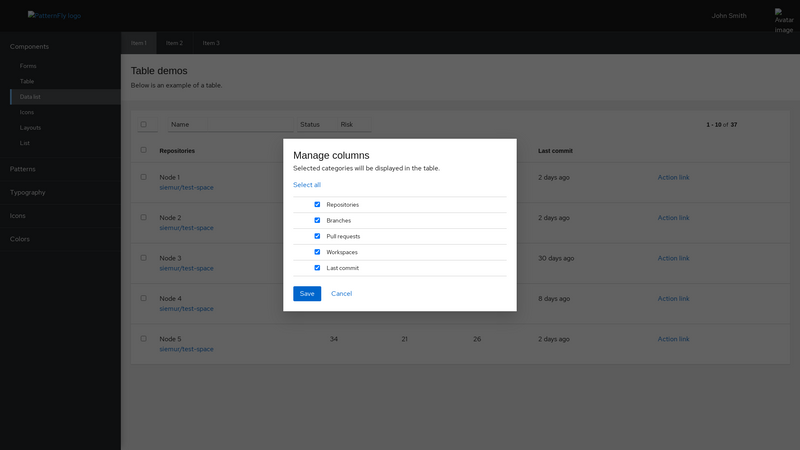 PatternFly logo
John Smith
Avatar image
Components
Forms
Table
Data list
Icons
Layouts
List
Patterns
Typography
Icons
Colors
Item 1
Item 2
Item 3
Table demos
Below is an example of a table.
Name
Status
Risk
1 - 10 of 37
Repositories
Last commit
Node 1
siemur/test-space
2 days ago
Action link
Node 2
siemur/test-space
2 days ago
Action link
Node 3
siemur/test-space
30 days ago
Action link
Node 4
siemur/test-space
8 days ago
Action link
Node 5
siemur/test-space
34
21
26
2 days ago
Action link
Manage columns
Selected categories will be displayed in the table.
Select all
Repositories
Branches
Pull requests
Workspaces
Last commit
Save
Cancel